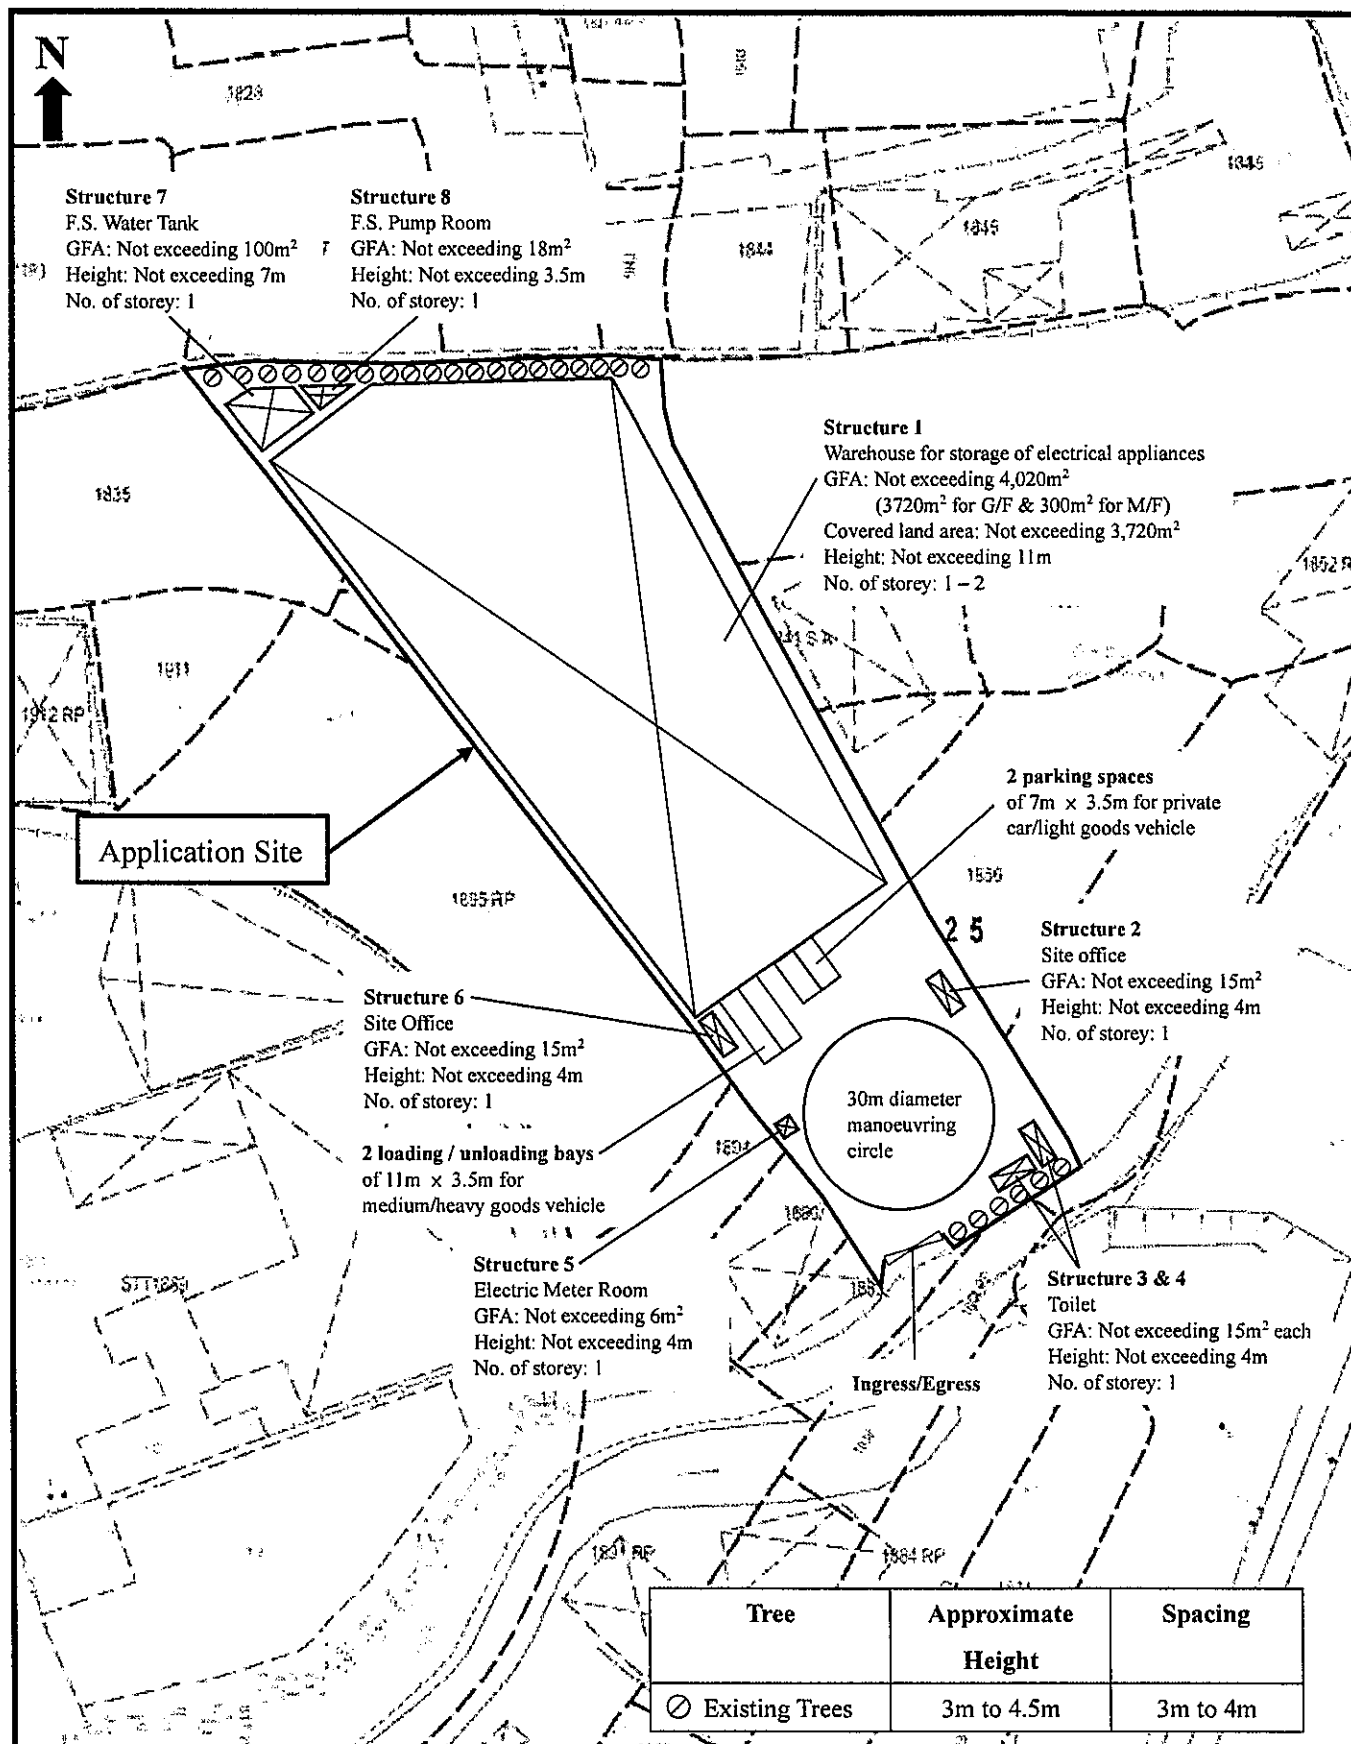 N
1829
1845
1845
1844
Structure 7
F.S. Water Tank
GFA: Not exceeding 100m²
Height: Not exceeding 7m
No. of storey: 1
Structure 8
F.S. Pump Room
GFA: Not exceeding 18m²
Height: Not exceeding 3.5m
No. of storey: 1
Structure 1
Warehouse for storage of electrical appliances
GFA: Not exceeding 4,020m²
(3720m² for G/F & 300m² for M/F)
Covered land area: Not exceeding 3,720m²
Height: Not exceeding 11m
No. of storey: 1 – 2
1835
1911
1912 RP
2 parking spaces
of 7m × 3.5m for private
car/light goods vehicle
Application Site
1895 RP
1856
25
Structure 2
Site office
GFA: Not exceeding 15m²
Height: Not exceeding 4m
No. of storey: 1
Structure 6
Site Office
GFA: Not exceeding 15m²
Height: Not exceeding 4m
No. of storey: 1
30m diameter
manoeuvring
circle
2 loading / unloading bays
of 11m × 3.5m for
medium/heavy goods vehicle
1894
Structure 5
Electric Meter Room
GFA: Not exceeding 6m²
Height: Not exceeding 4m
No. of storey: 1
Structure 3 & 4
Toilet
GFA: Not exceeding 15m² each
Height: Not exceeding 4m
No. of storey: 1
Ingress/Egress
1884 RP
Tree
Approximate
Height
Spacing
Existing Trees
3m to 4.5m
3m to 4m